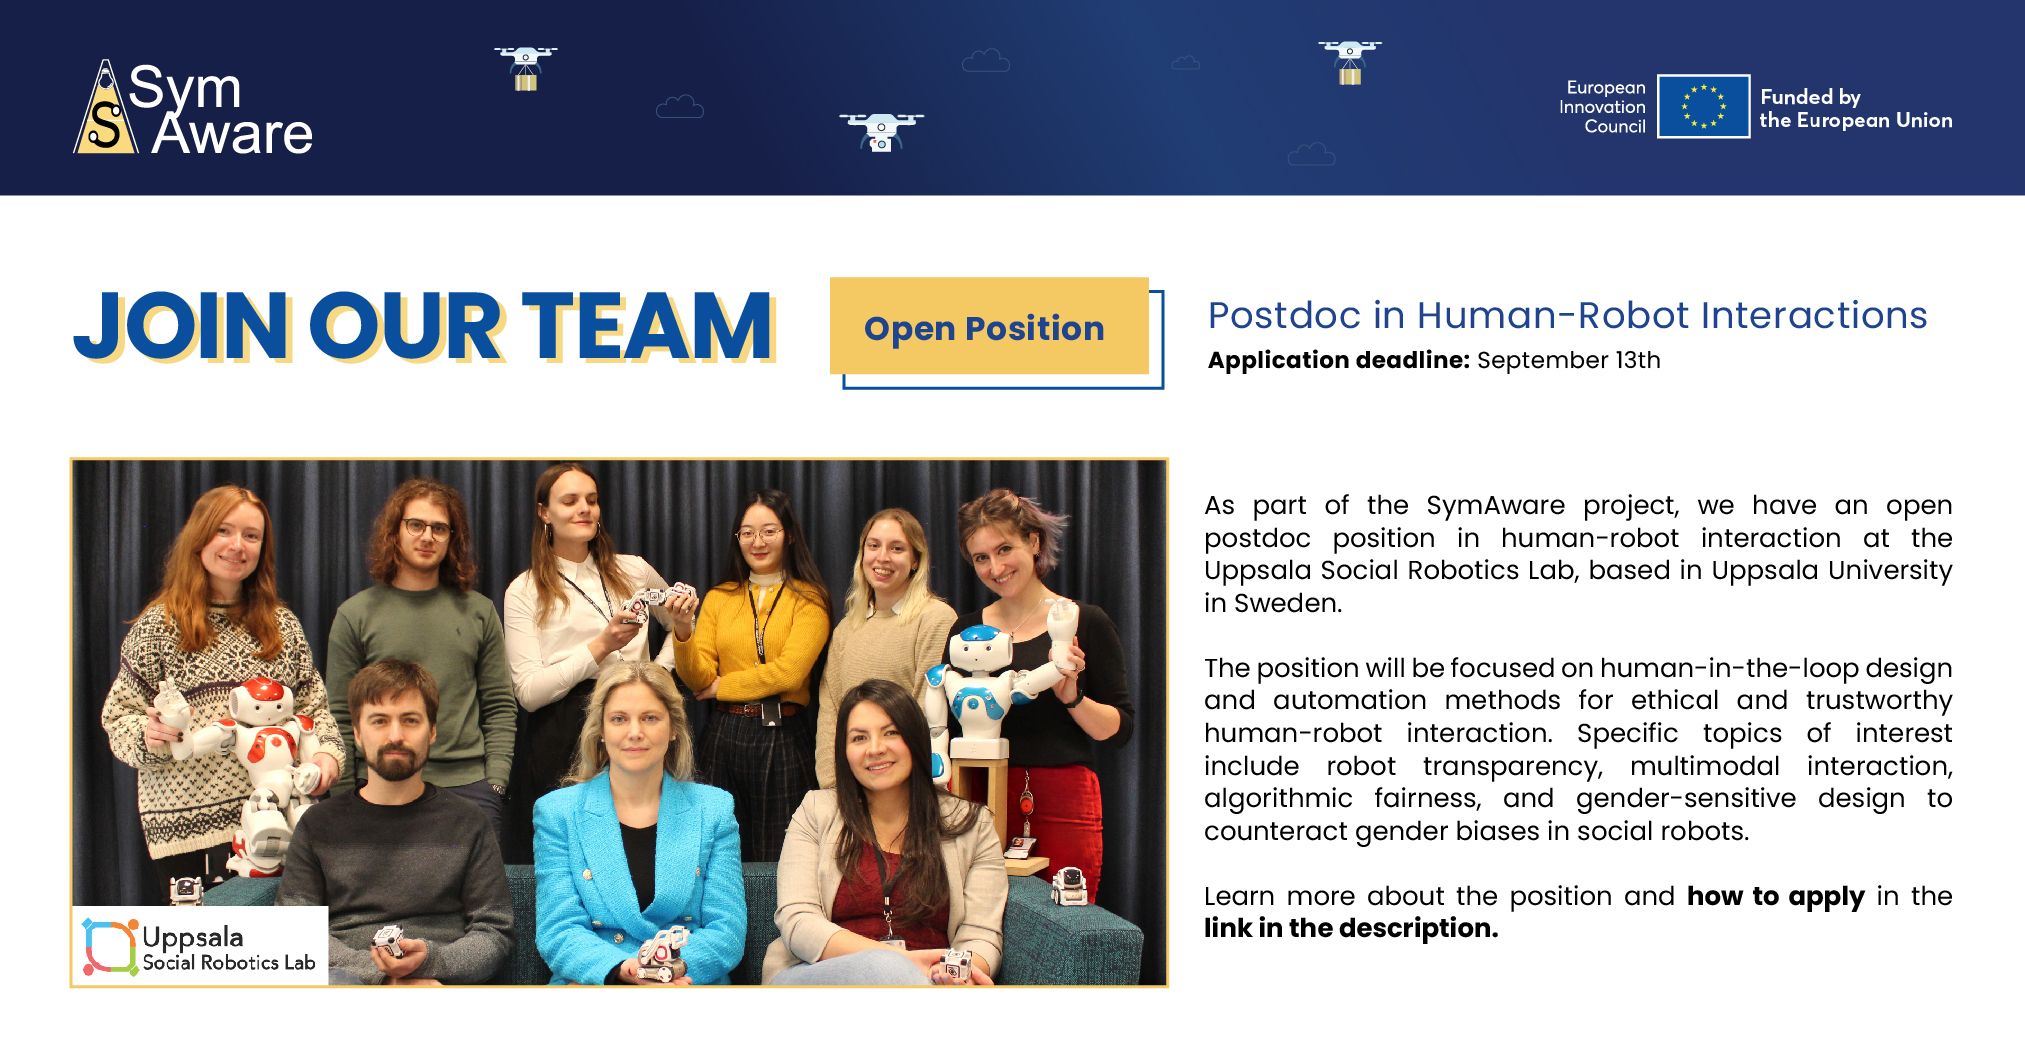 Sym
Aware
S
European
Innovation
Council
Funded by
the European Union
JOIN OUR TEAM
Open Position
Postdoc in Human-Robot Interactions
Application deadline: September 13th
As part of the SymAware project, we have an open
postdoc position in human-robot interaction at the
Uppsala Social Robotics Lab, based in Uppsala University
in Sweden.
The position will be focused on human-in-the-loop design
and automation methods for ethical and trustworthy
human-robot interaction. Specific topics of interest
include robot transparency, multimodal interaction,
algorithmic fairness, and gender-sensitive design to
counteract gender biases in social robots.
Learn more about the position and how to apply in the
link in the description.
Uppsala
Social Robotics Lab